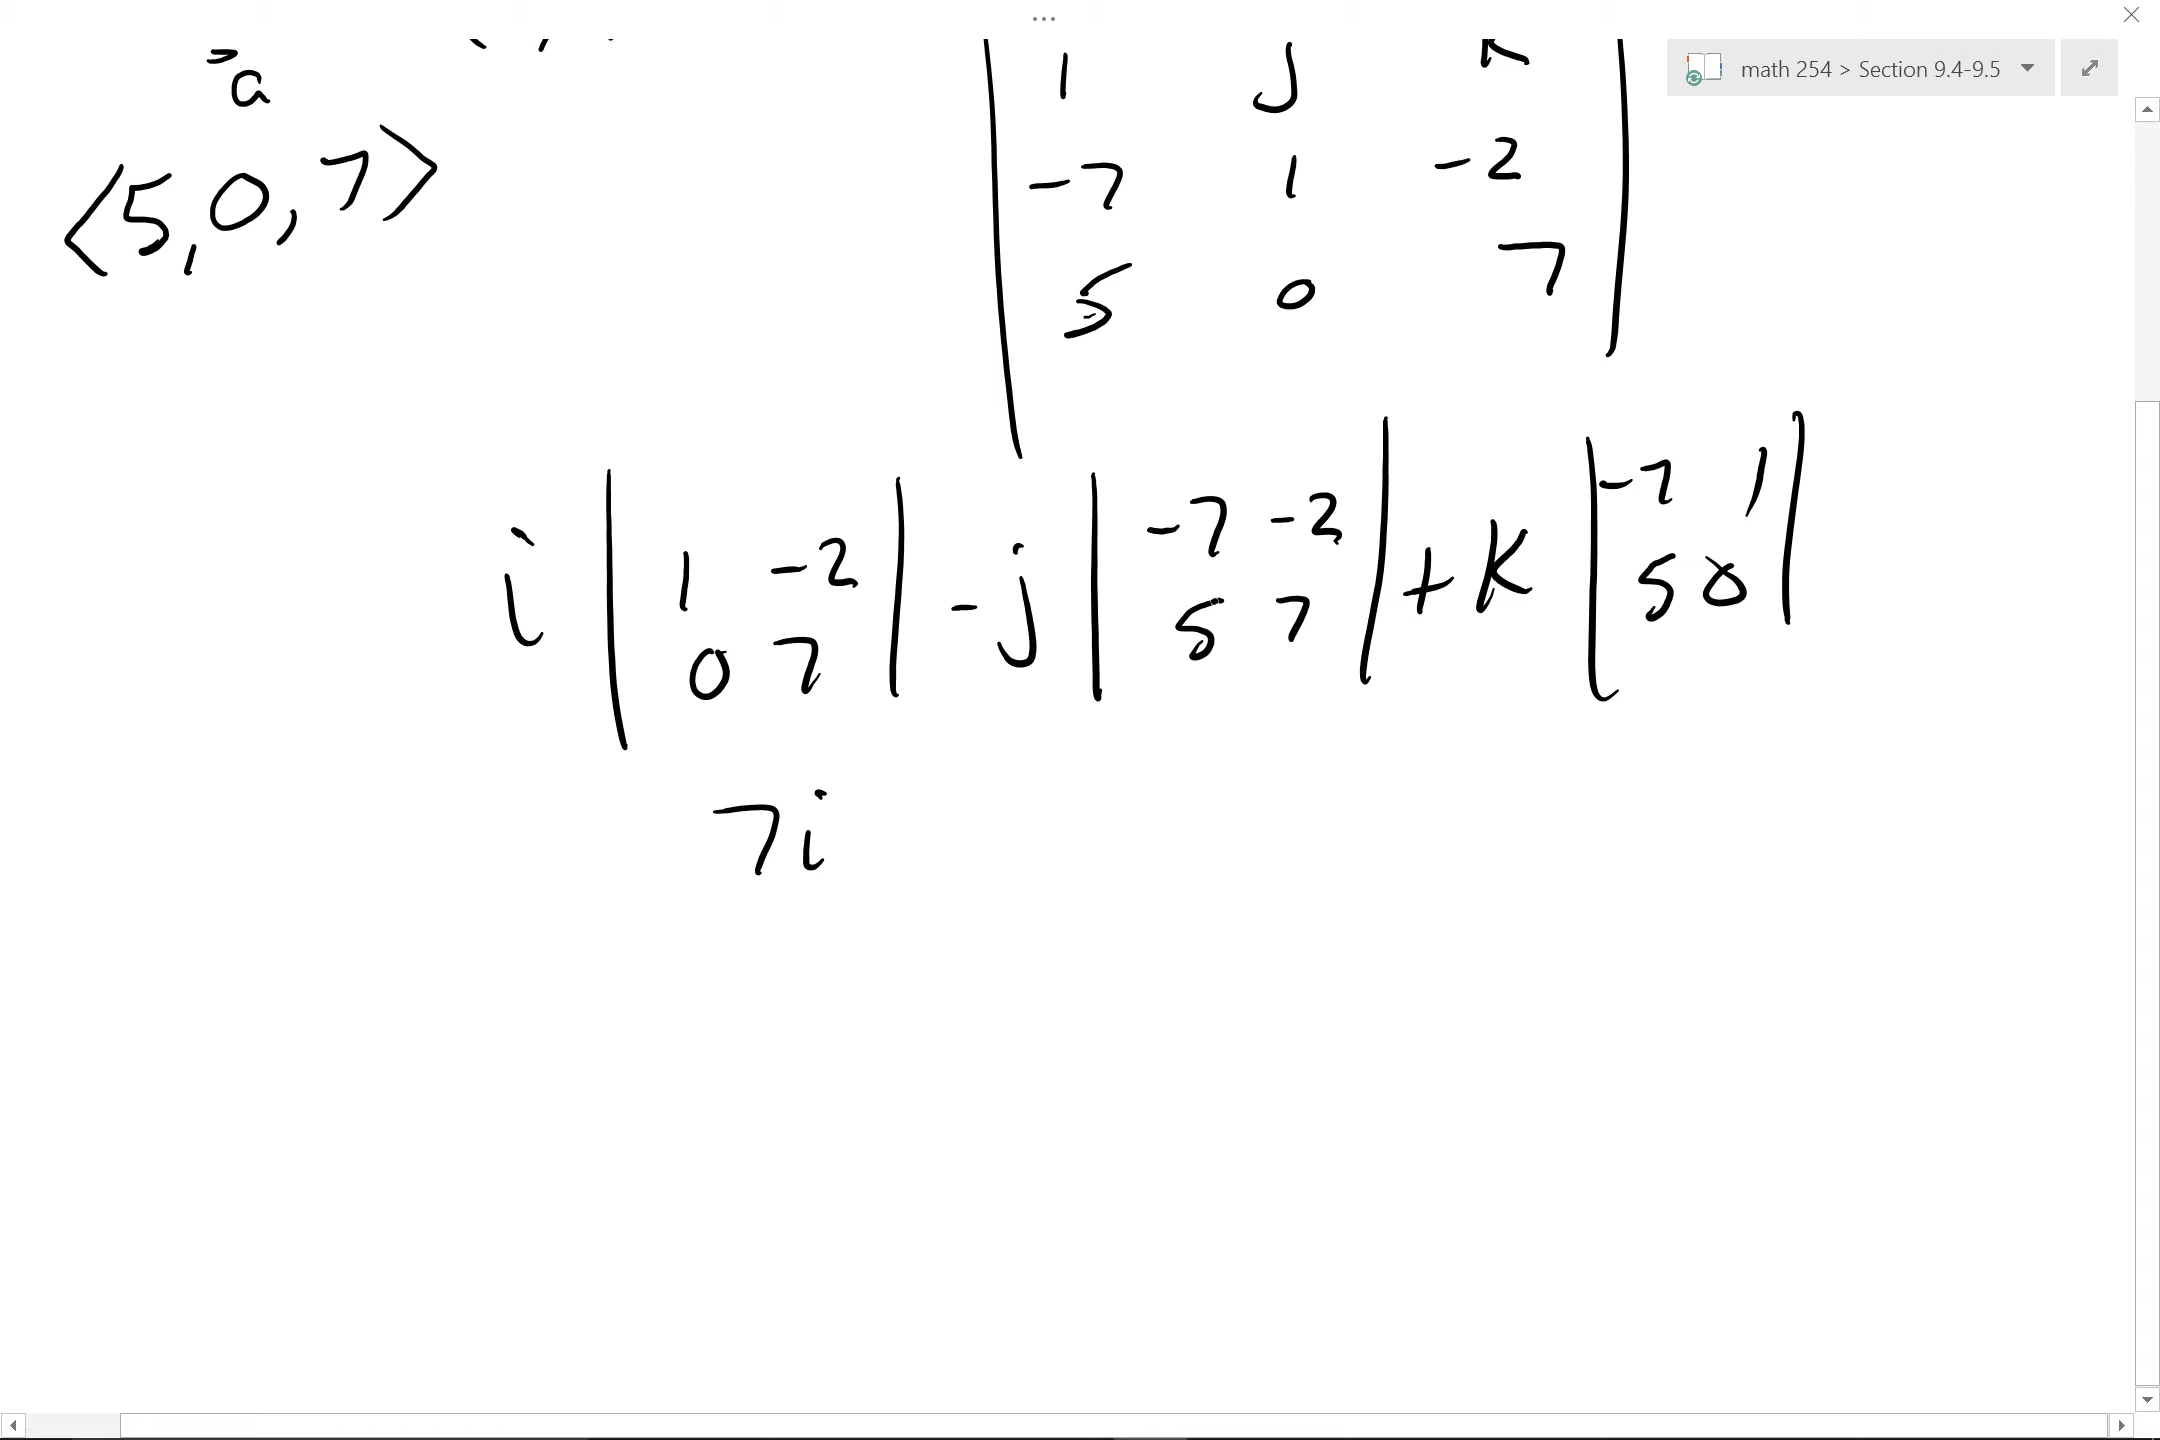 math 254 > Section 9.4-9.5
a
⟨5, 0, 7⟩
| i j k |
| -7 1 -2 |
| 5 0 7 |
i | 1 -2 | - j | -7 -2 | + k | -7 1 |
| 0 7 | | 5 7 | | 5 0 |
7i